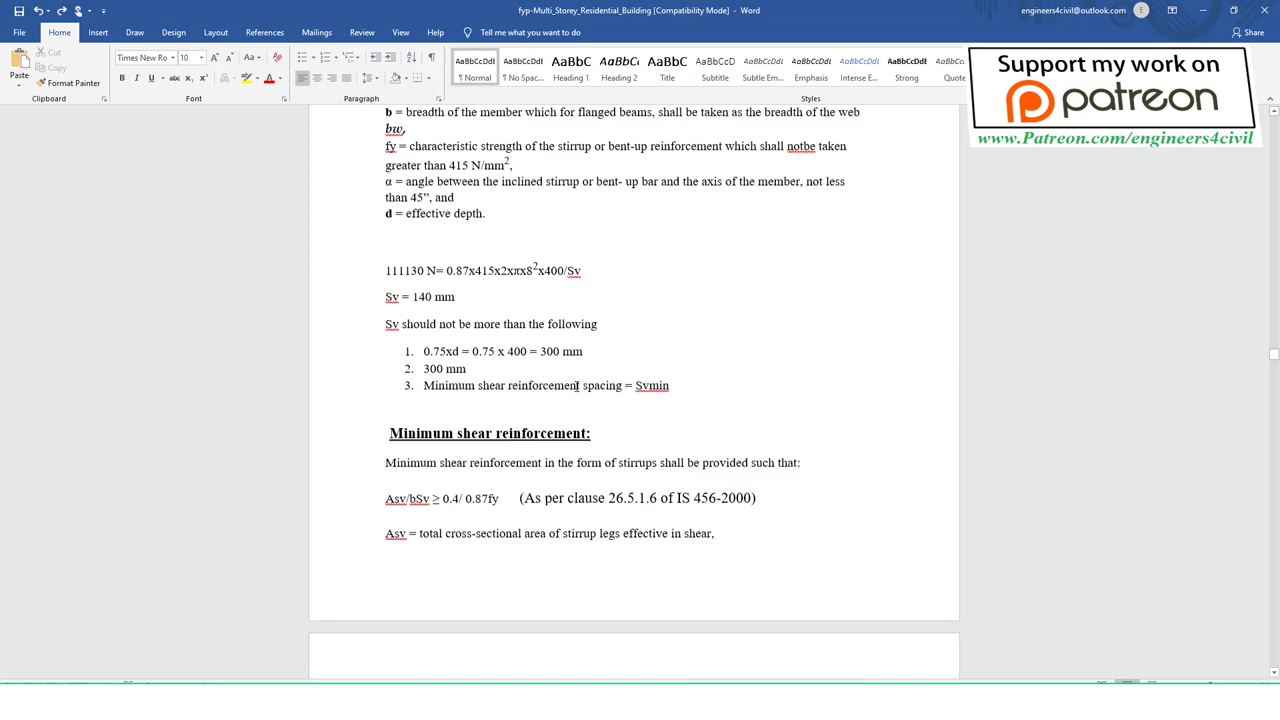 fyp-Multi_Storey_Residential_Building [Compatibility Mode] - Word
engineers4civil@outlook.com
E
File Home Insert Draw Design Layout References Mailings Review View Help Tell me what you want to do
Share
Paste
Cut
Copy
Format Painter
Clipboard
Times New Ro 10
Font
Paragraph
AaBbCcDdI AaBbCcDdI AaBbC AaBbCc AaBbC AaBbCcD AaBbCcDdI AaBbCcDdI AaBbCcDdI AaBbCcDdI
¶ Normal ¶ No Spac... Heading 1 Heading 2 Title Subtitle Subtle Em... Emphasis Intense E... Strong Quote
Styles
Support my work on
patreon
www.Patreon.com/engineers4civil
b = breadth of the member which for flanged beams, shall be taken as the breadth of the web
bw,
fy = characteristic strength of the stirrup or bent-up reinforcement which shall notbe taken
greater than 415 N/mm²,
α = angle between the inclined stirrup or bent- up bar and the axis of the member, not less
than 45”, and
d = effective depth.
111130 N= 0.87x415x2xπx8²x400/Sv
Sv = 140 mm
Sv should not be more than the following
1. 0.75xd = 0.75 x 400 = 300 mm
2. 300 mm
3. Minimum shear reinforcement spacing = Svmin
Minimum shear reinforcement:
Minimum shear reinforcement in the form of stirrups shall be provided such that:
Asv/bSv ≥ 0.4/ 0.87fy (As per clause 26.5.1.6 of IS 456-2000)
Asv = total cross-sectional area of stirrup legs effective in shear,